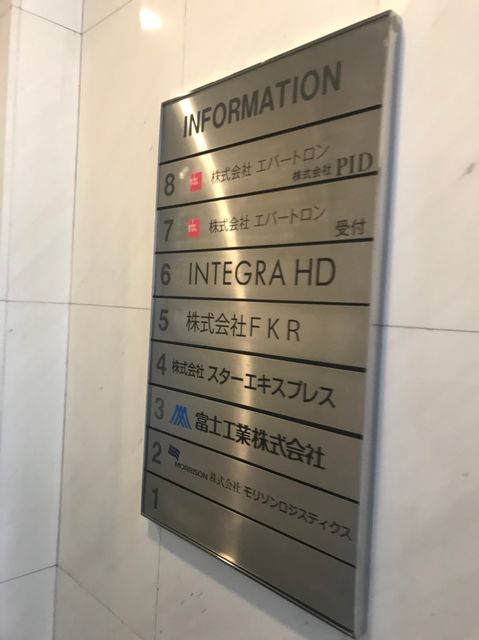 INFORMATION
8 株式会社 エバートロン
株式会社 PID
7 株式会社 エバートロン
受付
6 INTEGRA HD
5 株式会社FKR
4 株式会社 スターエキスプレス
3 富士工業株式会社
2 MORRISON 株式会社 モリソンロジスティクス
1